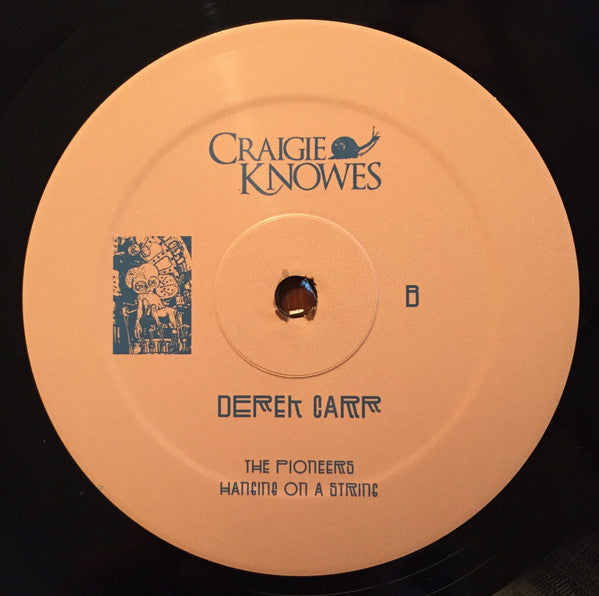 CRAIGIE
KNOWES
B
DEREK CARR
THE PIONEERS
HANGING ON A STRING